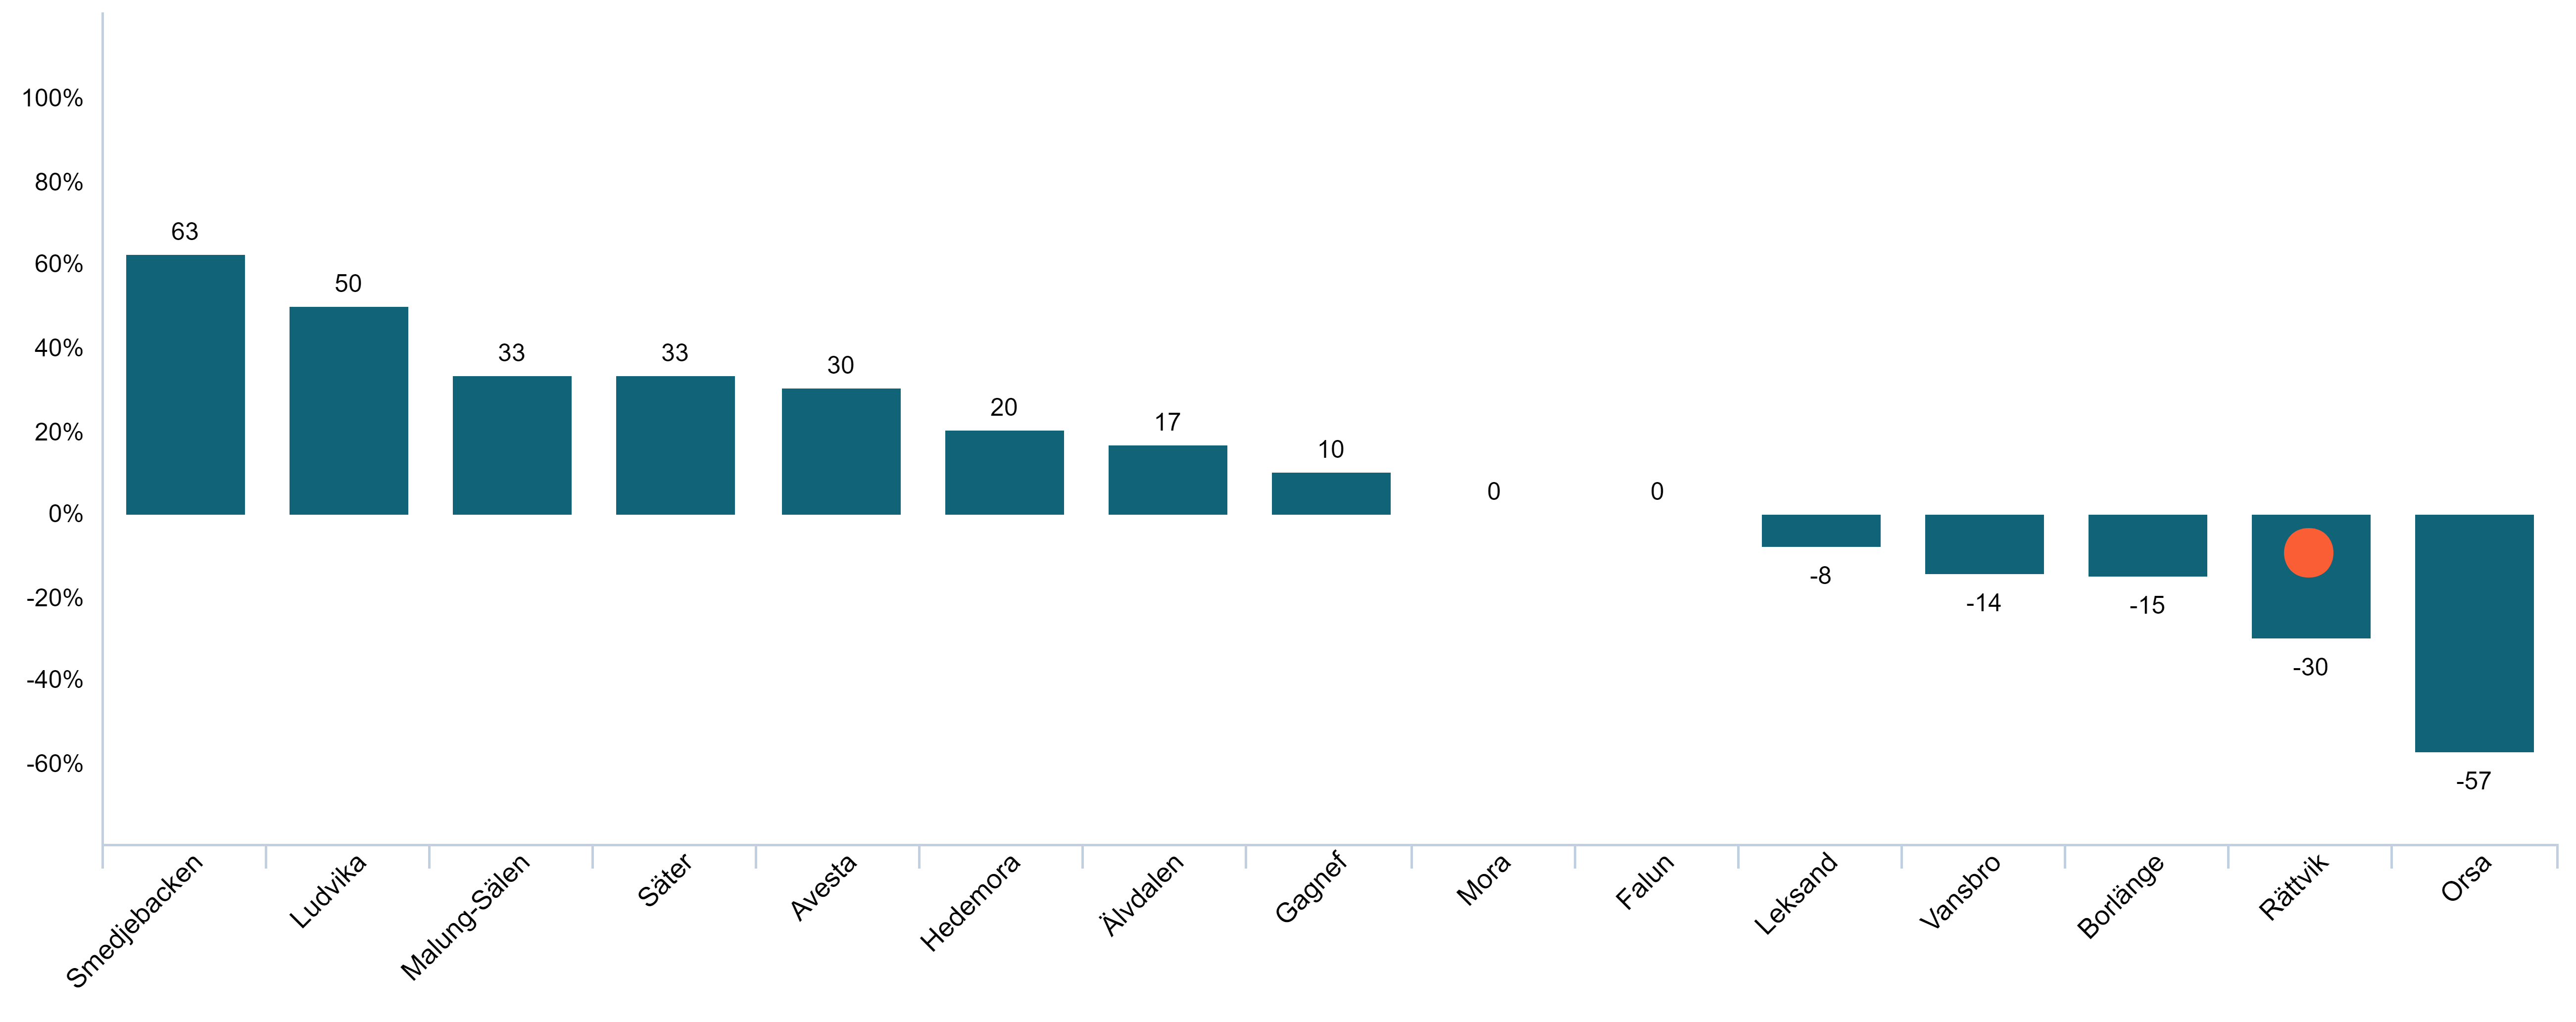 100%
80%
60%
40%
20%
0%
-20%
-40%
-60%
63
50
33
33
30
20
17
10
0
0
-8
-14
-15
-30
-57
Smedjebacken
Ludvika
Malung-Sälen
Säter
Avesta
Hedemora
Älvdalen
Gagnef
Mora
Falun
Leksand
Vansbro
Borlänge
Rättvik
Orsa